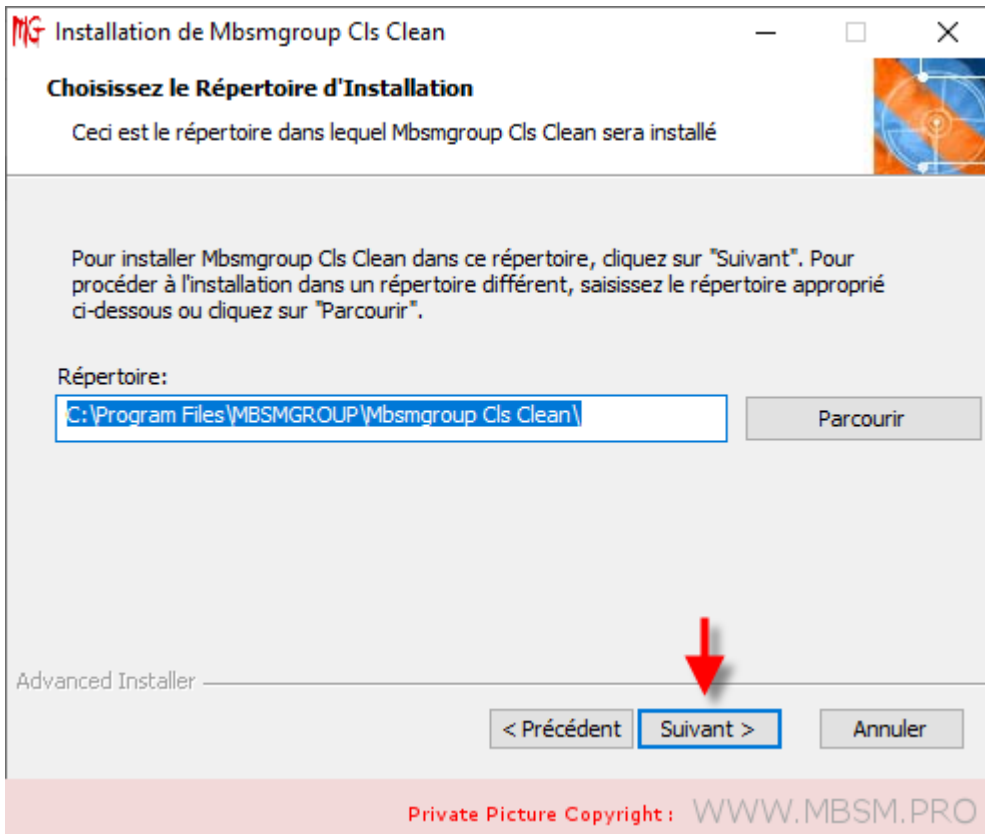 MG Installation de Mbsmgroup Cls Clean
Choisissez le Répertoire d'Installation
Ceci est le répertoire dans lequel Mbsmgroup Cls Clean sera installé
Pour installer Mbsmgroup Cls Clean dans ce répertoire, cliquez sur "Suivant". Pour
procéder à l'installation dans un répertoire différent, saisissez le répertoire approprié
ci-dessous ou cliquez sur "Parcourir".
Répertoire:
C:\Program Files\MBSMGROUP\Mbsmgroup Cls Clean\
Parcourir
Advanced Installer
< Précédent
Suivant >
Annuler
Private Picture Copyright : WWW.MBSM.PRO